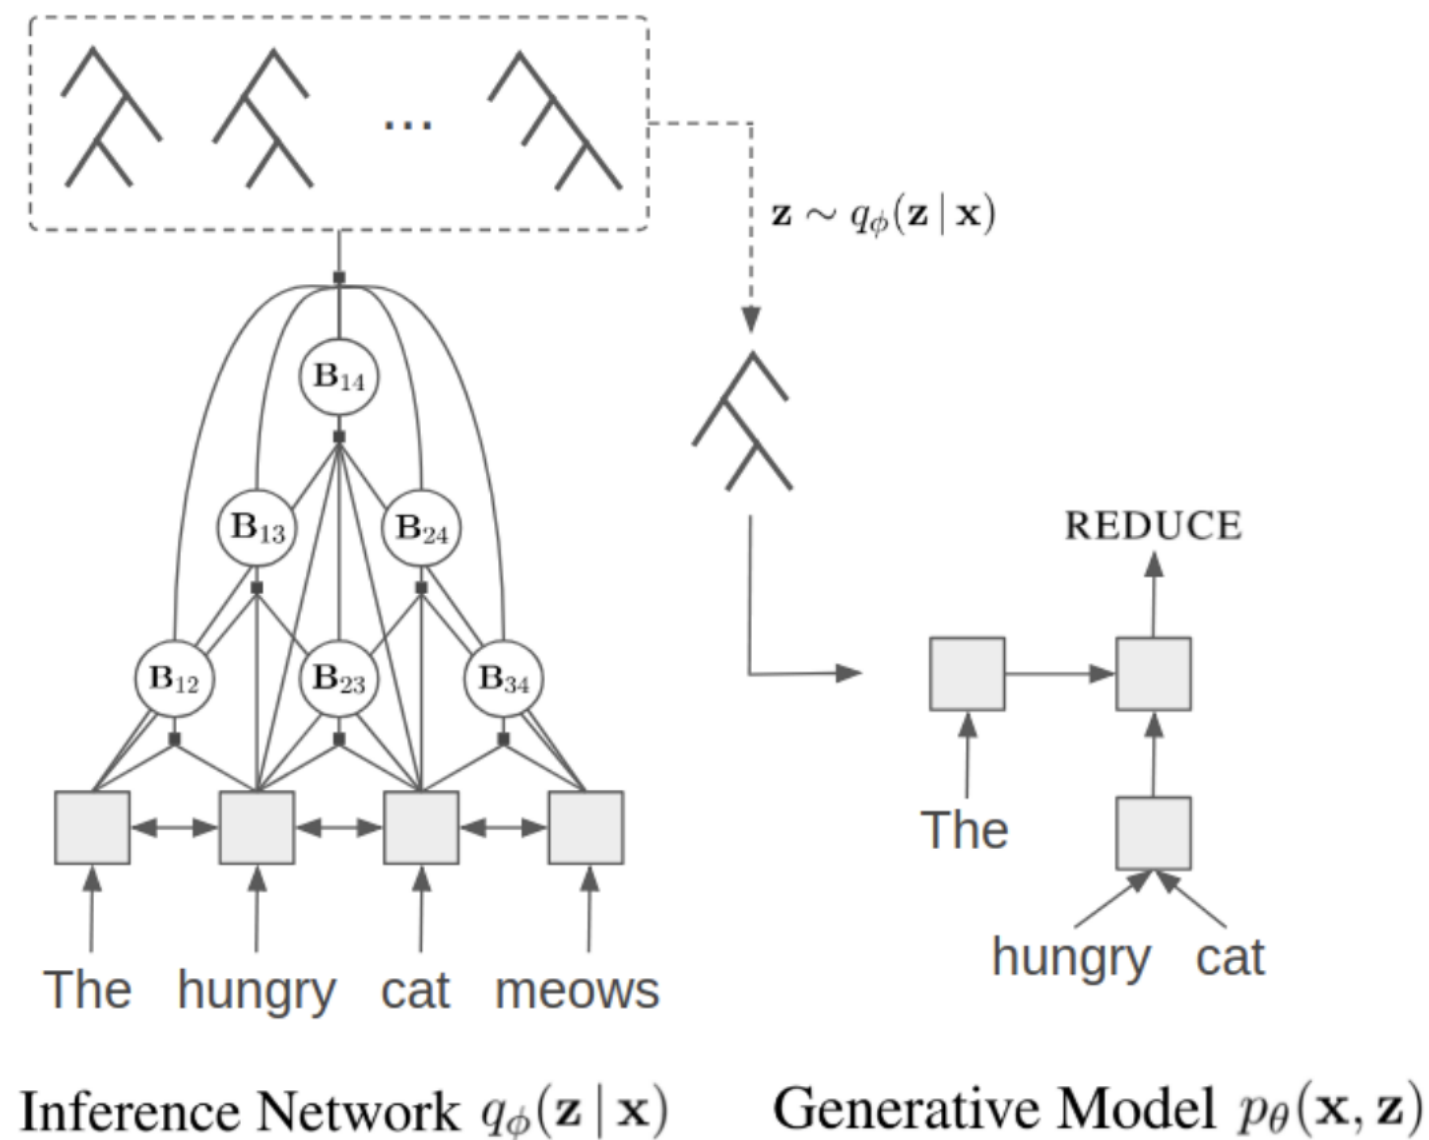 ...
z ~ qϕ(z | x)
B14
B13 B24
B12 B23 B34
REDUCE
The
hungry cat
The hungry cat meows
Inference Network qϕ(z | x)
Generative Model pθ(x, z)